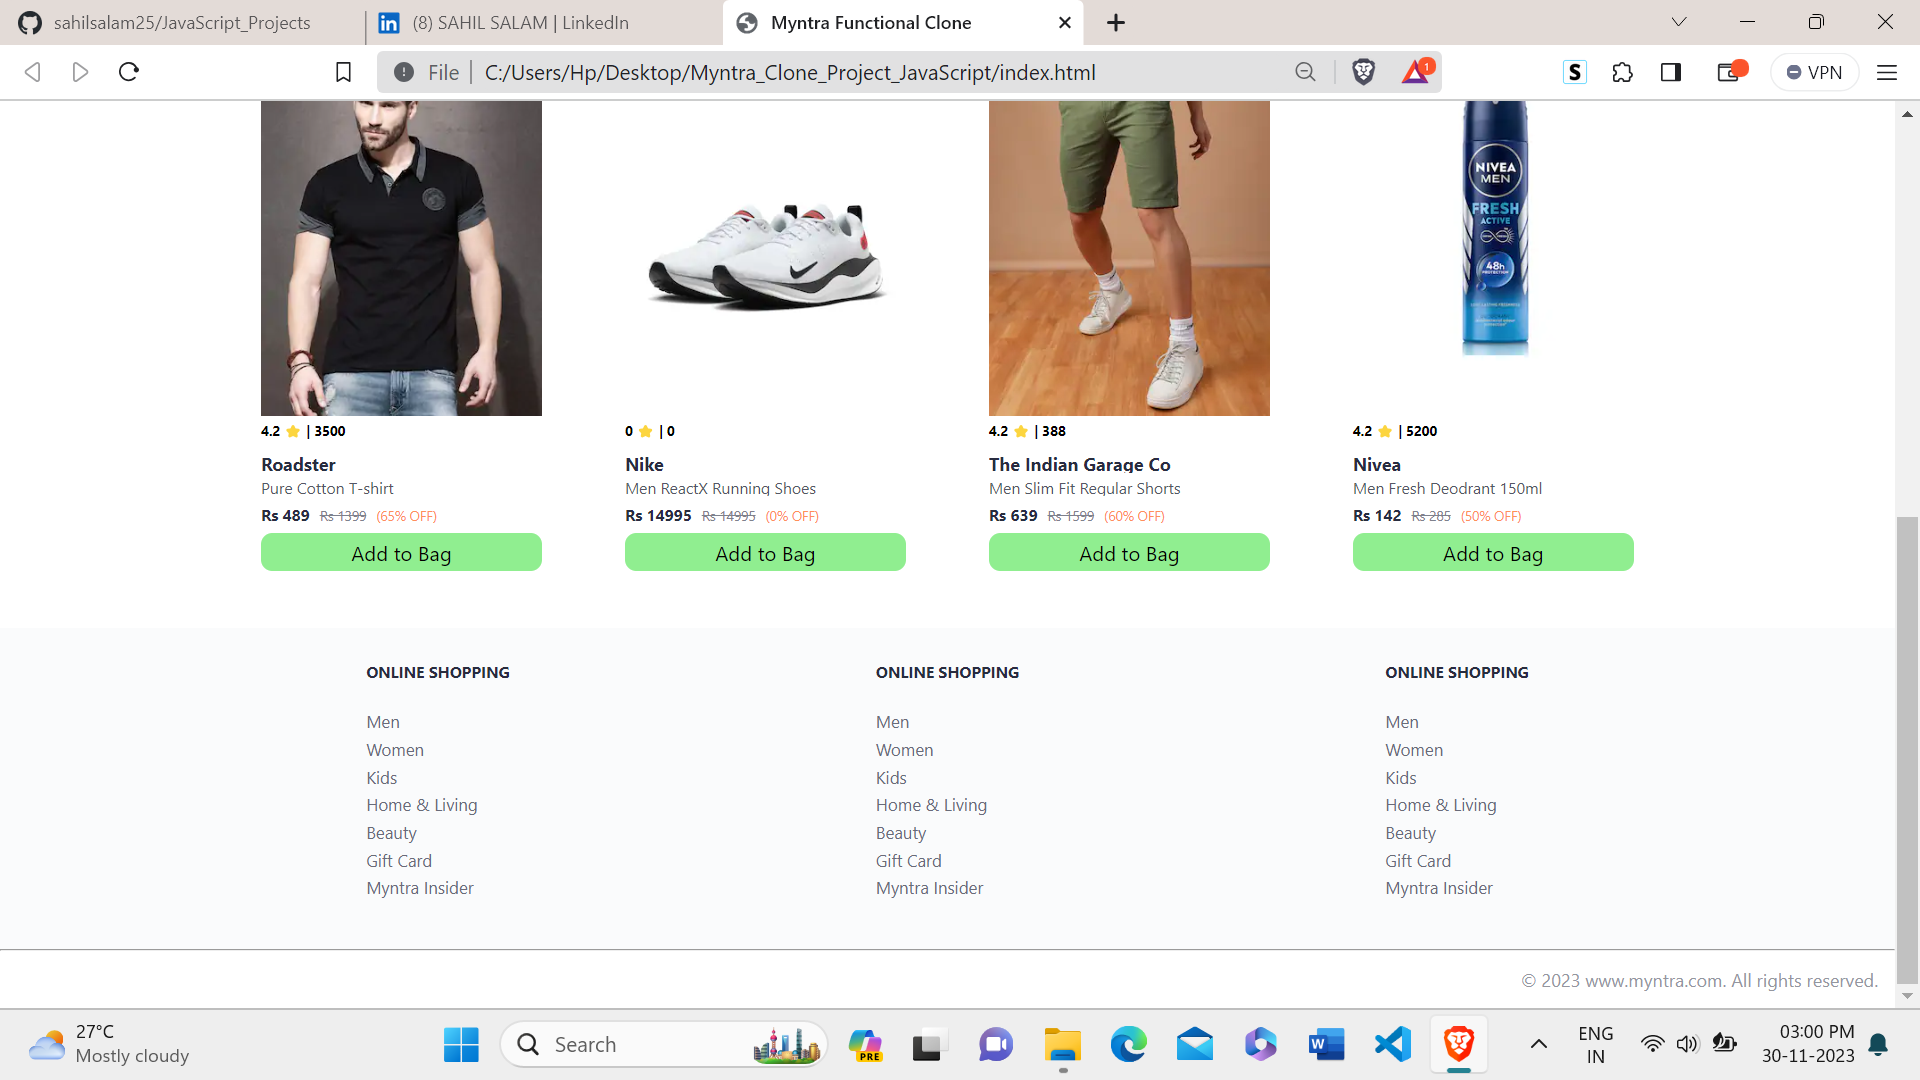 sahilsalam25/JavaScript_Projects
(8) SAHIL SALAM | LinkedIn
Myntra Functional Clone
File
C:/Users/Hp/Desktop/Myntra_Clone_Project_JavaScript/index.html
1
S
VPN
NIVEA
MEN
FRESH
ACTIVE
48h
4.2 | 3500
0 | 0
4.2 | 388
4.2 | 5200
Roadster
Nike
The Indian Garage Co
Nivea
Pure Cotton T-shirt
Men ReactX Running Shoes
Men Slim Fit Regular Shorts
Men Fresh Deodrant 150ml
Rs 489 Rs 1399 (65% OFF)
Rs 14995 Rs 14995 (0% OFF)
Rs 639 Rs 1599 (60% OFF)
Rs 142 Rs 285 (50% OFF)
Add to Bag
Add to Bag
Add to Bag
Add to Bag
ONLINE SHOPPING
Men
Women
Kids
Home & Living
Beauty
Gift Card
Myntra Insider
ONLINE SHOPPING
Men
Women
Kids
Home & Living
Beauty
Gift Card
Myntra Insider
ONLINE SHOPPING
Men
Women
Kids
Home & Living
Beauty
Gift Card
Myntra Insider
© 2023 www.myntra.com. All rights reserved.
27°C
Mostly cloudy
Search
PRE
W
ENG
IN
03:00 PM
30-11-2023